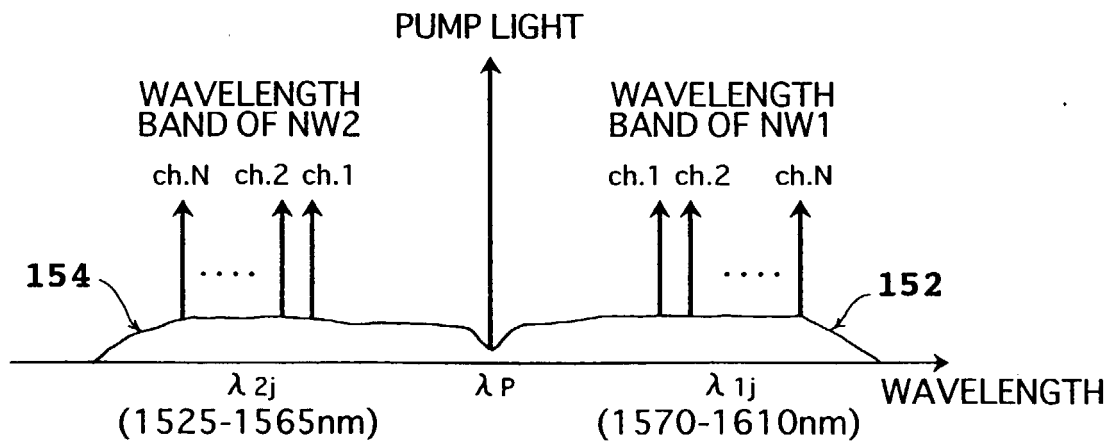 PUMP LIGHT
WAVELENGTH
BAND OF NW2
WAVELENGTH
BAND OF NW1
ch.N ch.2 ch.1
ch.1 ch.2 ch.N
154
152
λ 2j
λ P
λ 1j
WAVELENGTH
(1525-1565nm)
(1570-1610nm)